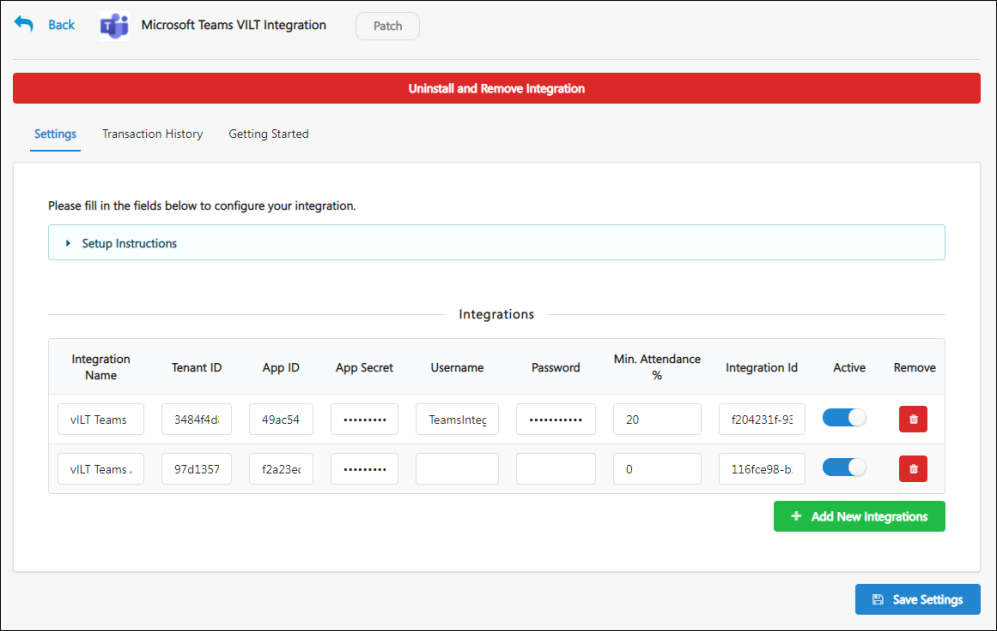 Back
Microsoft Teams VILT Integration
Patch
Uninstall and Remove Integration
Settings Transaction History Getting Started
Please fill in the fields below to configure your integration.
Setup Instructions
Integrations
Integration Name Tenant ID App ID App Secret Username Password Min. Attendance % Integration Id Active Remove
vILT Teams 3484f4d 49ac54 ••••••••• TeamsInteg ••••••••••• 20 f204231f-93
vILT Teams 97d1357 f2a23ec ••••••••• 0 116fce98-b
Add New Integrations
Save Settings